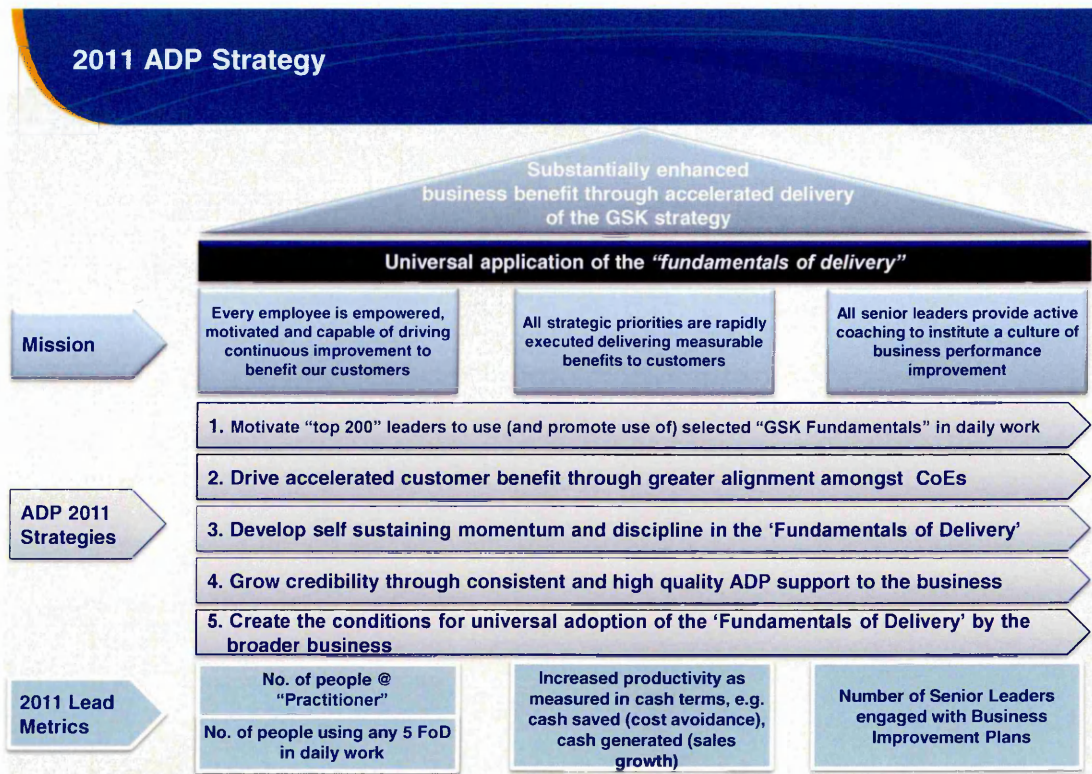 2011 ADP Strategy
Substantially enhanced
business benefit through accelerated delivery
of the GSK strategy
Universal application of the “fundamentals of delivery”
Mission
Every employee is empowered,
motivated and capable of driving
continuous improvement to
benefit our customers
All strategic priorities are rapidly
executed delivering measurable
benefits to customers
All senior leaders provide active
coaching to institute a culture of
business performance
improvement
ADP 2011
Strategies
1. Motivate “top 200” leaders to use (and promote use of) selected “GSK Fundamentals” in daily work
2. Drive accelerated customer benefit through greater alignment amongst CoEs
3. Develop self sustaining momentum and discipline in the ‘Fundamentals of Delivery’
4. Grow credibility through consistent and high quality ADP support to the business
5. Create the conditions for universal adoption of the ‘Fundamentals of Delivery’ by the
broader business
2011 Lead
Metrics
No. of people @
“Practitioner”
No. of people using any 5 FoD
in daily work
Increased productivity as
measured in cash terms, e.g.
cash saved (cost avoidance),
cash generated (sales
growth)
Number of Senior Leaders
engaged with Business
Improvement Plans